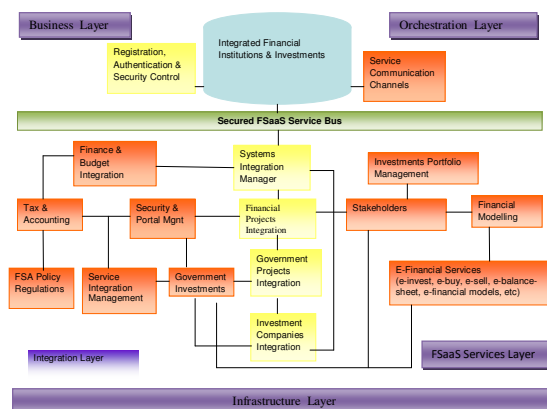 Business Layer
Orchestration Layer
Registration,
Authentication &
Security Control
Integrated Financial
Institutions & Investments
Service
Communication
Channels
Secured FSaaS Service Bus
Finance &
Budget
Integration
Systems
Integration
Manager
Investments Portfolio
Management
Tax &
Accounting
Security &
Portal Mgnt
Financial
Projects
Integration
Stakeholders
Financial
Modelling
FSA Policy
Regulations
Service
Integration
Management
Government
Investments
Government
Projects
Integration
E-Financial Services
(e-invest, e-buy, e-sell, e-balance-
sheet, e-financial models, etc)
Investment
Companies
Integration
Integration Layer
FSaaS Services Layer
Infrastructure Layer